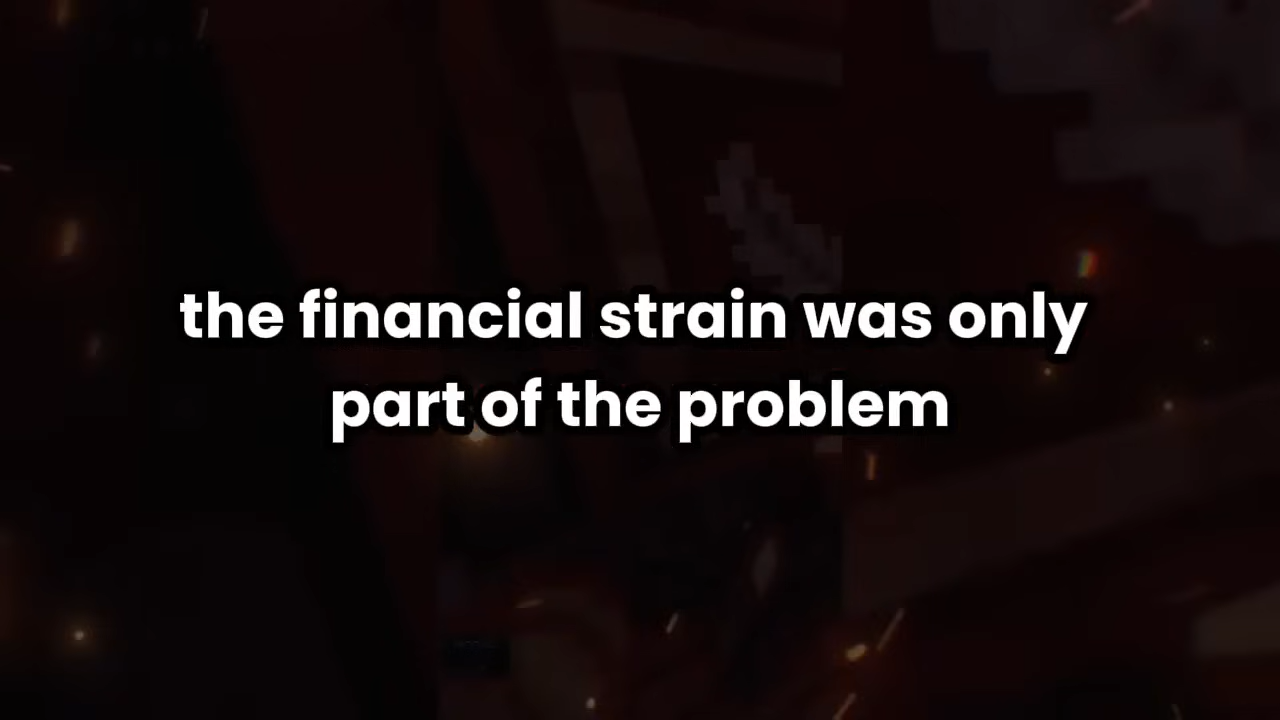 the financial strain was only
part of the problem